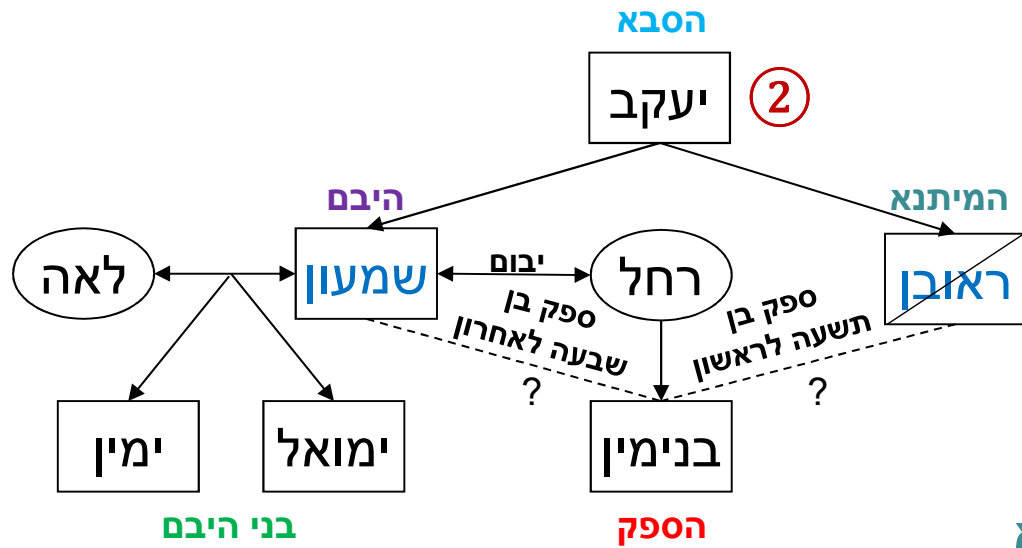 הסבא
יעקב
2
היבם
המיתנא
לאה
שמעון
יבום
רחל
ראובן
ספק בן
שבעה לאחרון
?
ספק בן
תשעה לראשון
?
ימין
ימואל
בנימין
בני היבם
הספק